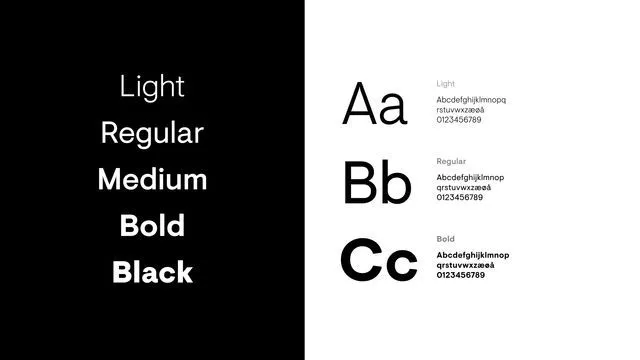 Light
Regular
Medium
Bold
Black
Aa
Light
Abcdefghijklmnopq
rstuvwxzæøå
0123456789
Bb
Regular
Abcdefghijklmnop
qrstuvwxzæøå
0123456789
Cc
Bold
Abcdefghijklmnop
qrstuvwxzæøå
0123456789